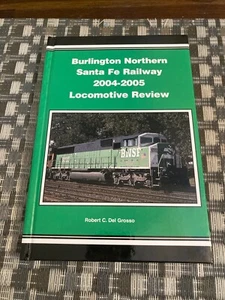 Burlington Northern
Santa Fe Railway
2004-2005
Locomotive Review
BNSF
Robert C. Del Grosso